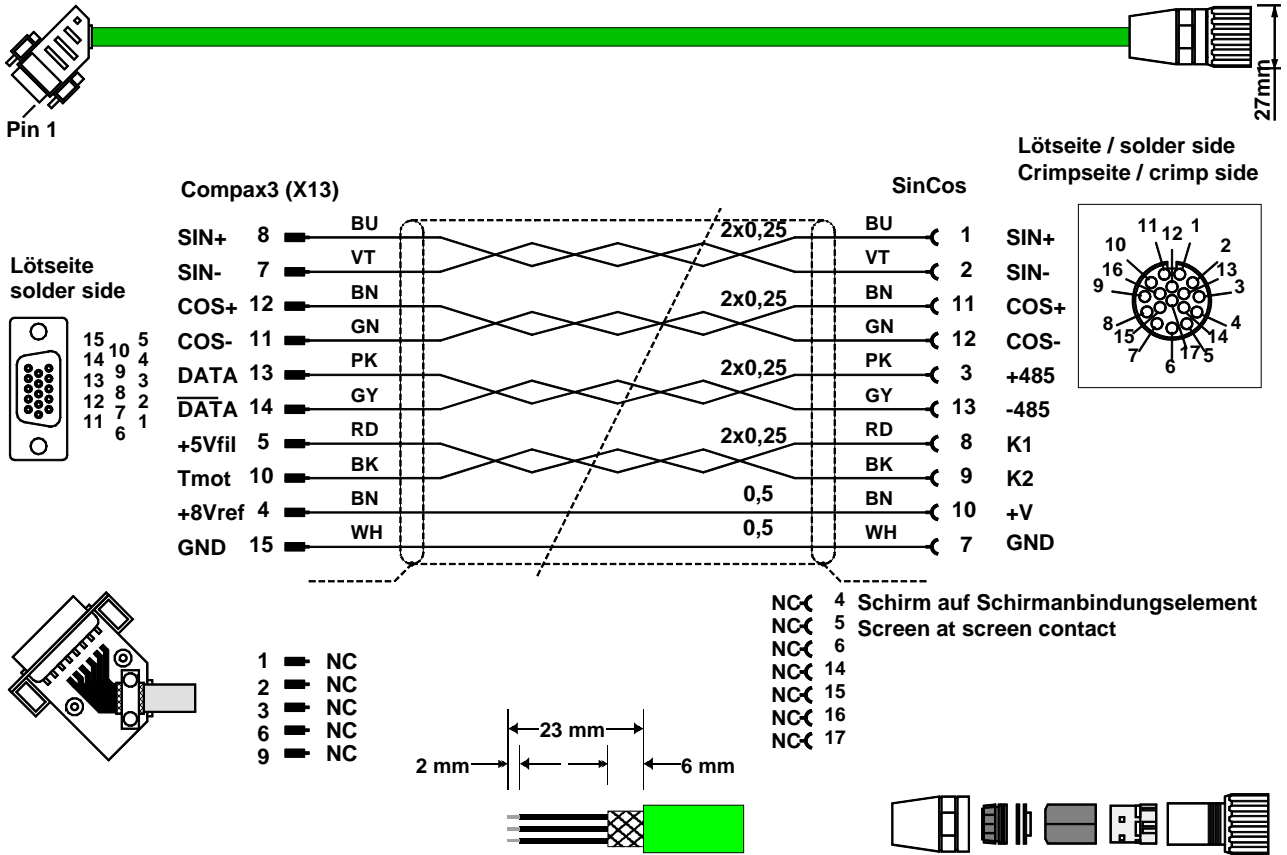 27mm
Pin 1
Lötseite / solder side
Crimpseite / crimp side
Compax3 (X13)
SinCos
SIN+ 8 BU 2x0,25 BU 1 SIN+
SIN- 7 VT VT 2 SIN-
COS+ 12 BN 2x0,25 BN 11 COS+
COS- 11 GN GN 12 COS-
DATA 13 PK 2x0,25 PK 3 +485
DATA 14 GY GY 13 -485
+5Vfil 5 RD 2x0,25 RD 8 K1
Tmot 10 BK BK 9 K2
+8Vref 4 BN 0,5 BN 10 +V
GND 15 WH 0,5 WH 7 GND
Lötseite
solder side
15 5
10
14 4
9
13 3
8
12 2
7
11 1
6
11 12 1
10 2
16 13
9 3
8 4
15 14
7 17 5
6
NC 4 Schirm auf Schirmanbindungselement
NC 5 Screen at screen contact
NC 6
NC 14
NC 15
NC 16
NC 17
1 NC
2 NC
3 NC
6 NC
9 NC
23 mm
2 mm 6 mm